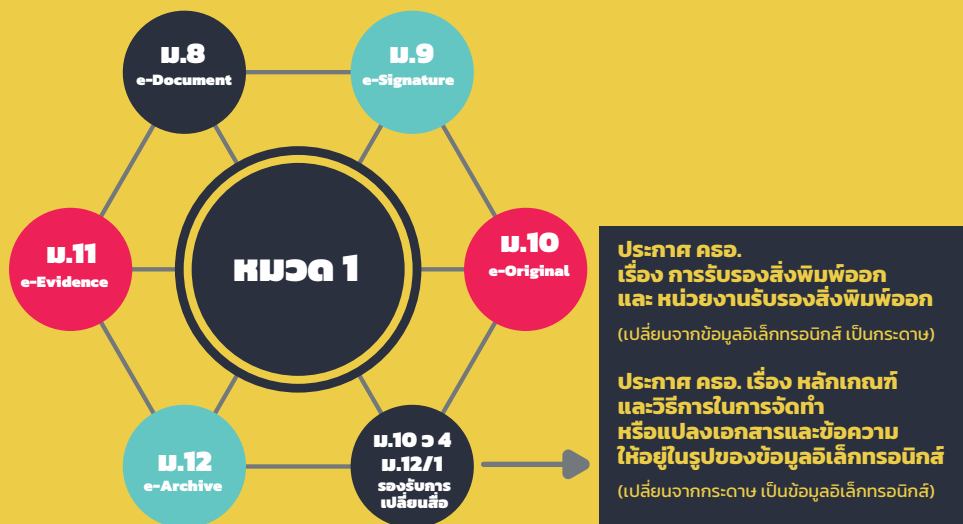 ม.8
e-Document
ม.9
e-Signature
ม.11
e-Evidence
หมวด 1
ม.10
e-Original
ม.12
e-Archive
ม.10 ว 4
ม.12/1
รองรับการ
เปลี่ยนสื่อ
ประกาศ คธอ.
เรื่อง การรับรองสิ่งพิมพ์ออก
และ หน่วยงานรับรองสิ่งพิมพ์ออก
(เปลี่ยนจากข้อมูลอิเล็กทรอนิกส์ เป็นกระดาษ)
ประกาศ คธอ. เรื่อง หลักเกณฑ์
และวิธีการในการจัดทำ
หรือแปลงเอกสารและข้อความ
ให้อยู่ในรูปของข้อมูลอิเล็กทรอนิกส์
(เปลี่ยนจากกระดาษ เป็นข้อมูลอิเล็กทรอนิกส์)